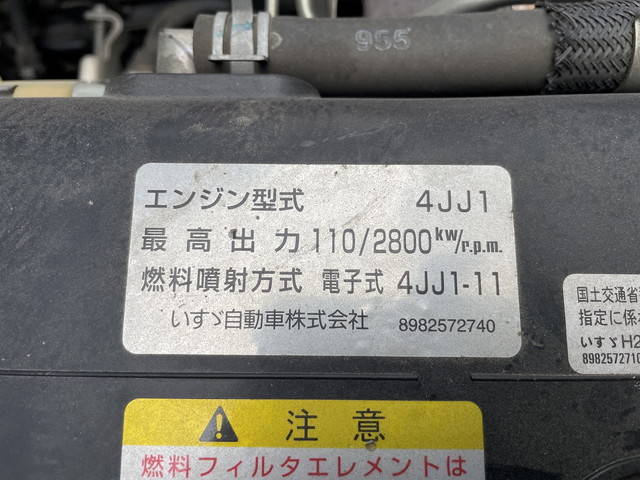 955
エンジン型式 4JJ1
最高出力 110/2800kW/r.p.m.
燃料噴射方式 電子式 4JJ1-11
いすゞ自動車株式会社 8982572740
国土交通省
指定に係
いすゞH2
8982572710
注意
燃料フィルタエレメントは